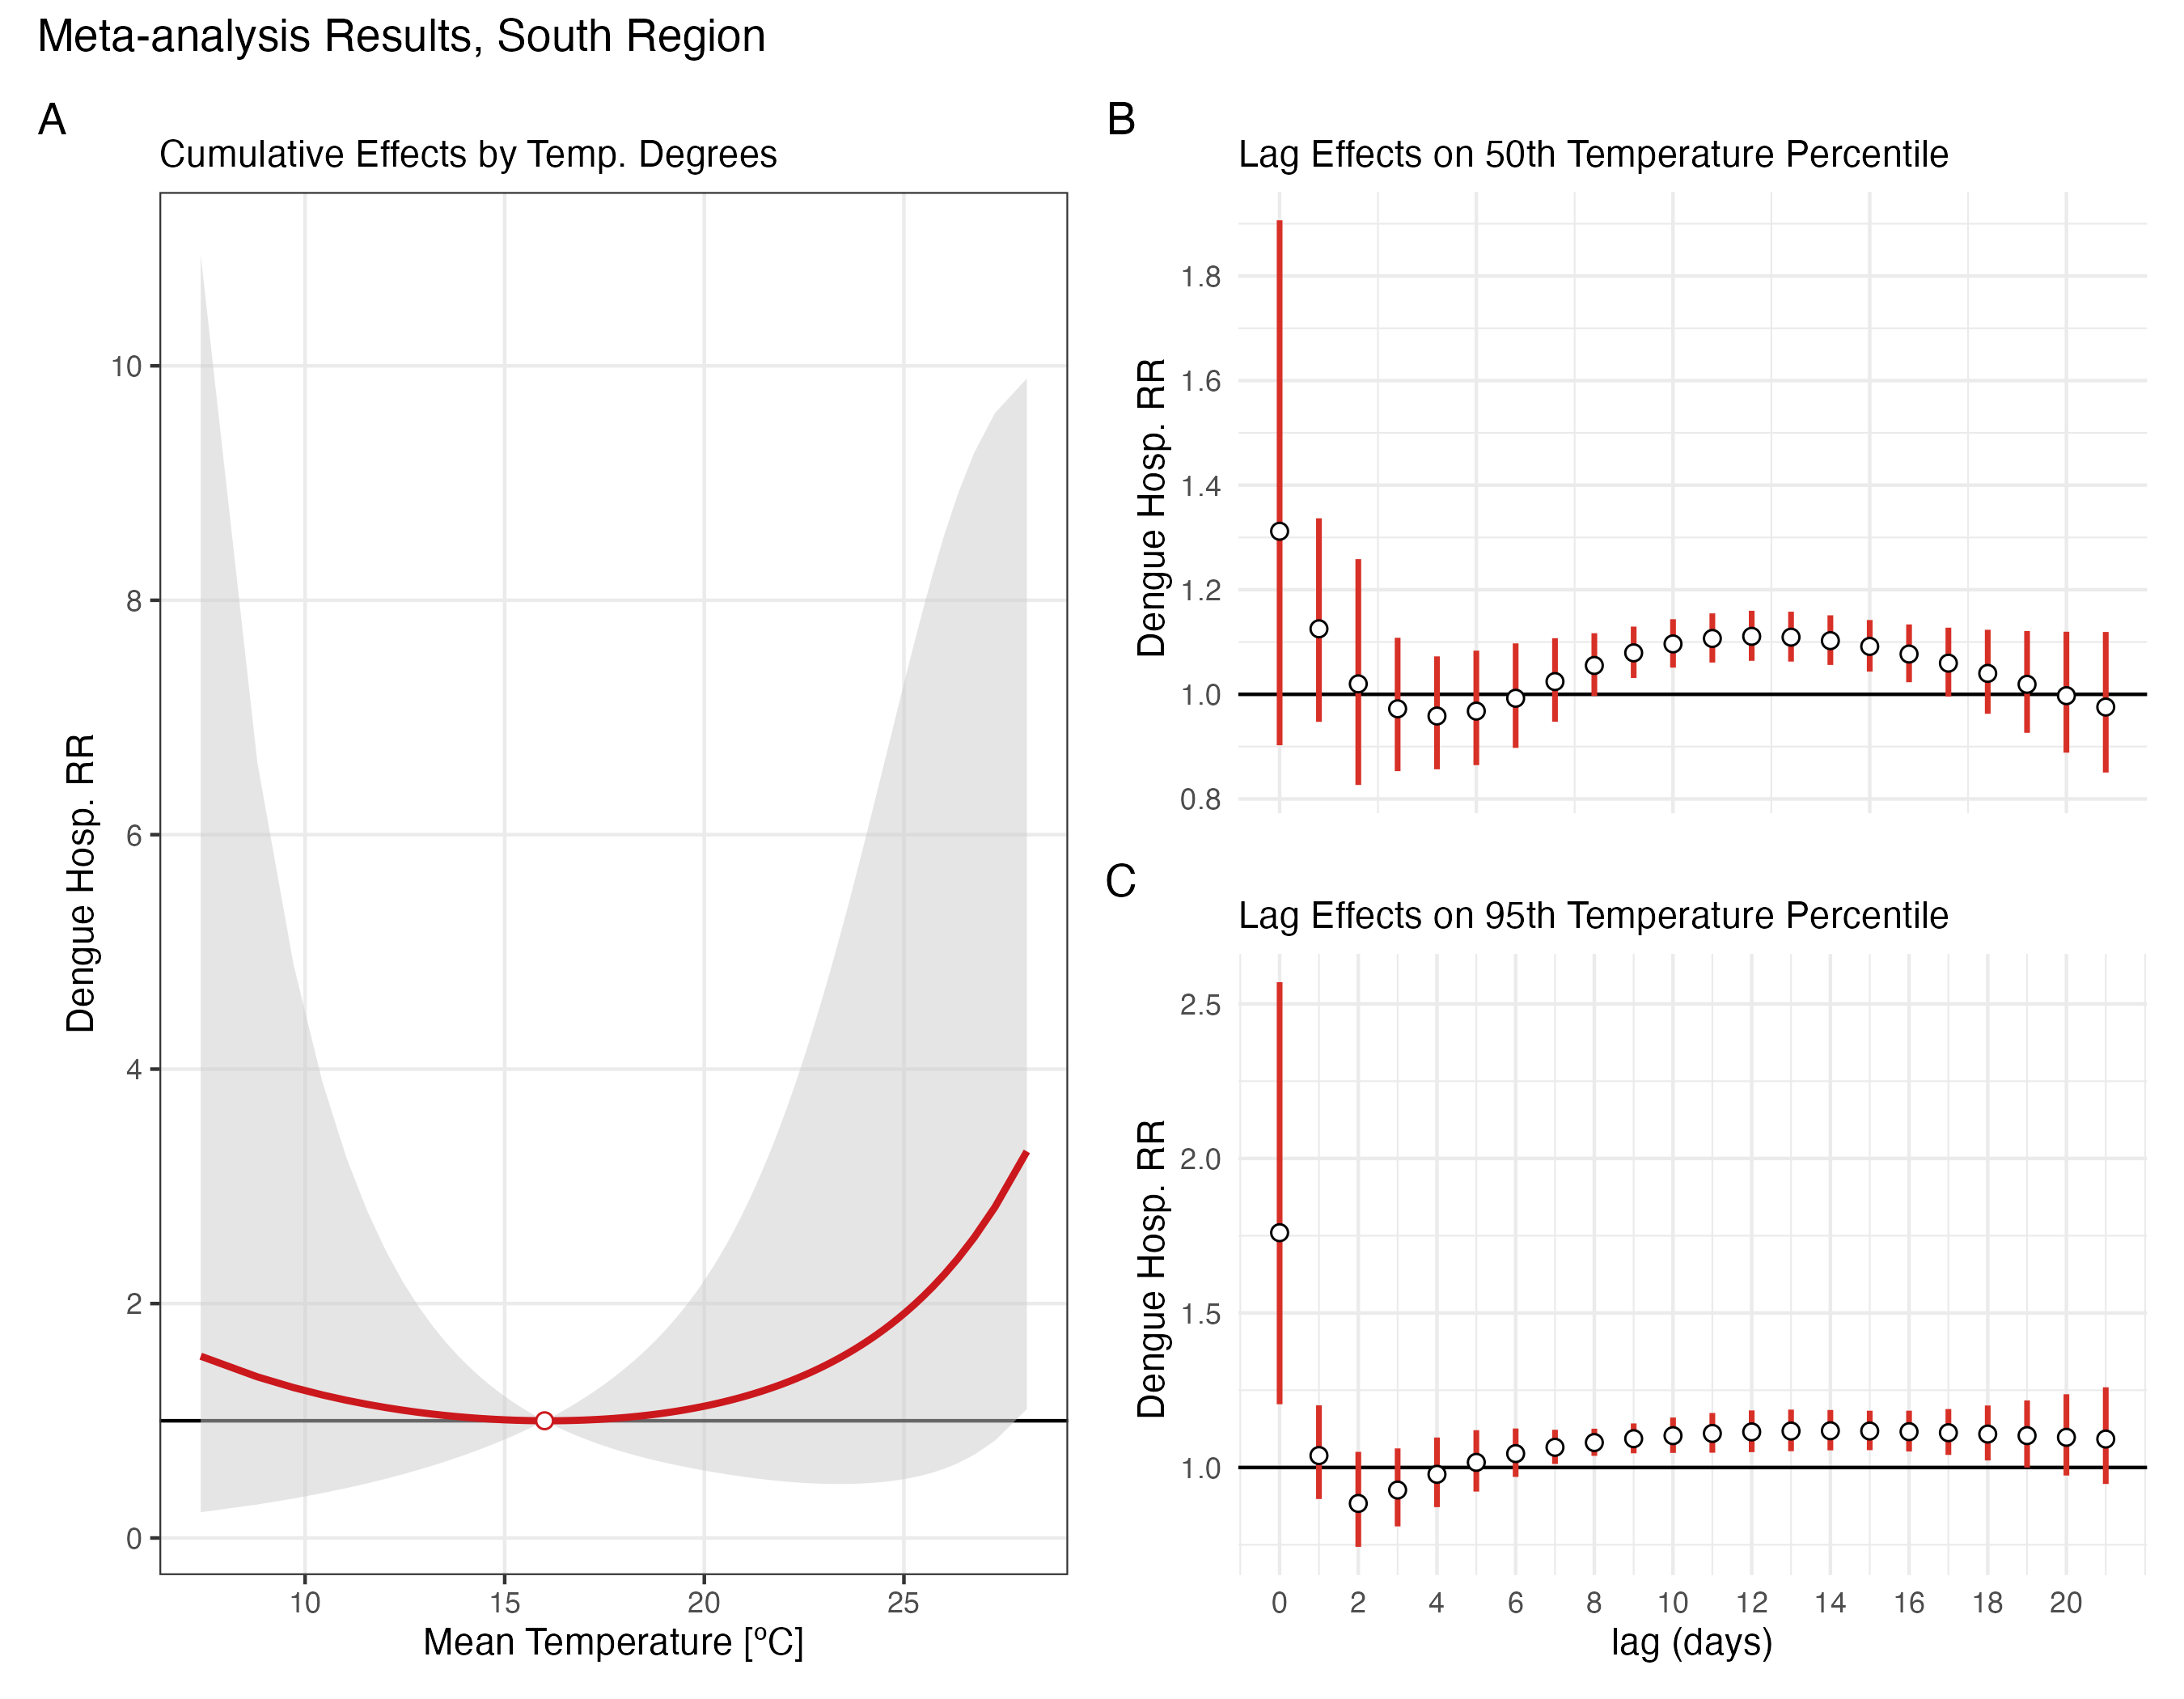 Meta-analysis Results, South Region
A
Cumulative Effects by Temp. Degrees
Dengue Hosp. RR
10
8
6
4
2
0
10 15 20 25
Mean Temperature [ºC]
B
Lag Effects on 50th Temperature Percentile
Dengue Hosp. RR
1.8
1.6
1.4
1.2
1.0
0.8
C
Lag Effects on 95th Temperature Percentile
Dengue Hosp. RR
2.5
2.0
1.5
1.0
0 2 4 6 8 10 12 14 16 18 20
lag (days)